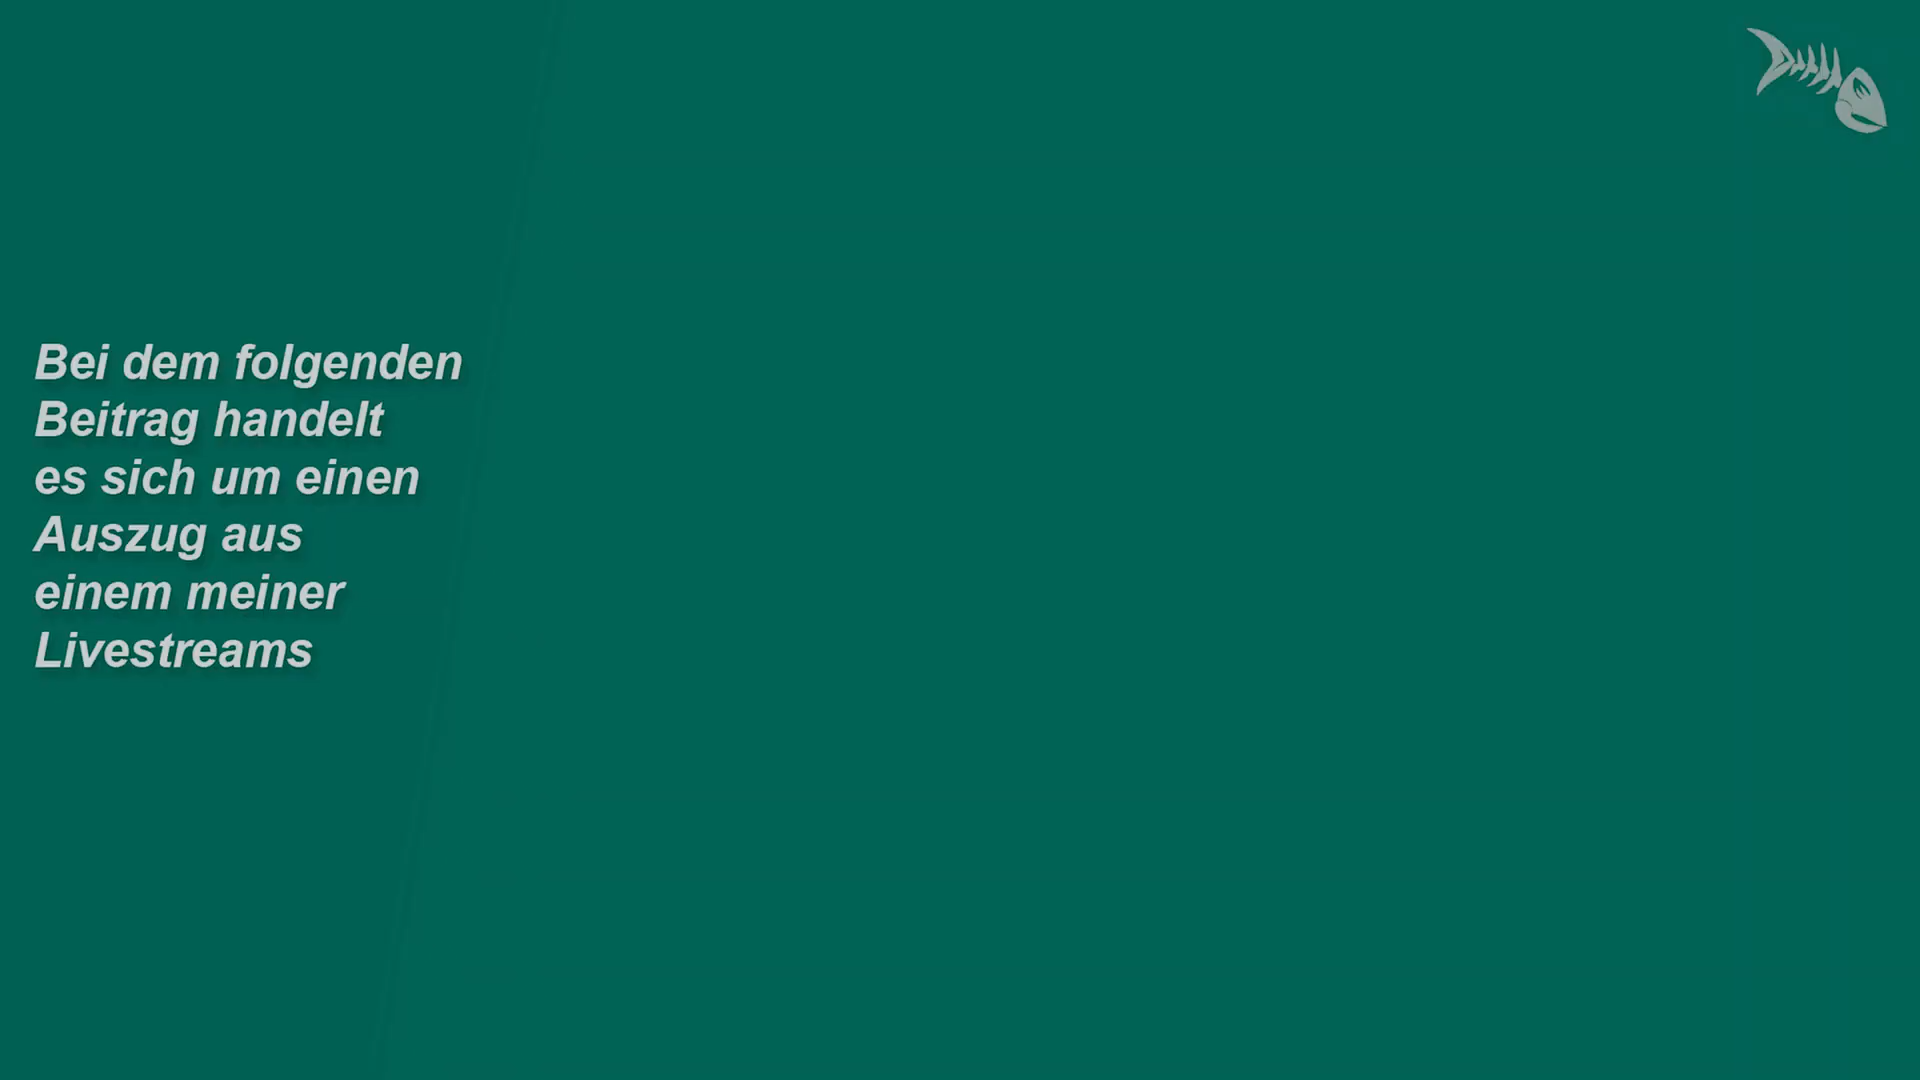 Bei dem folgenden
Beitrag handelt
es sich um einen
Auszug aus
einem meiner
Livestreams